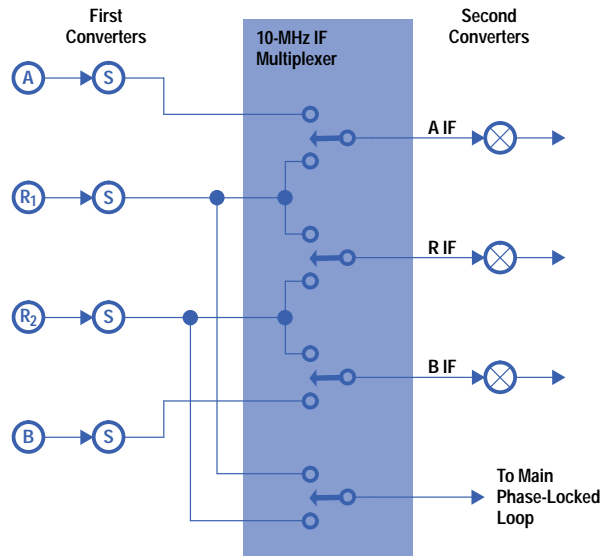 First
Converters
Second
Converters
10-MHz IF
Multiplexer
A
S
A IF
R1
S
R IF
R2
S
B IF
B
S
To Main
Phase-Locked
Loop